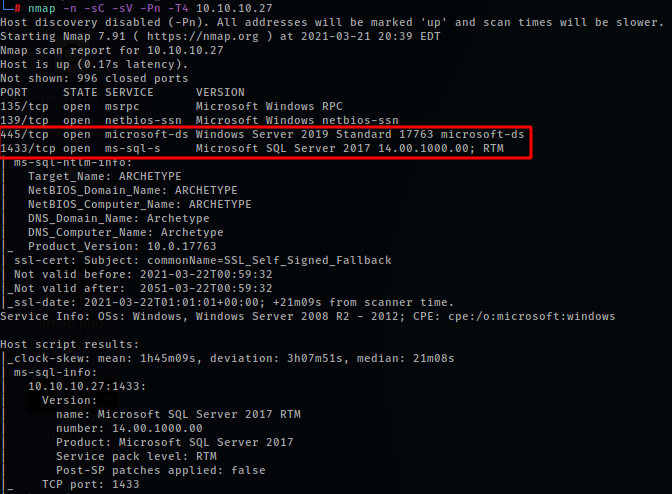 └─# nmap -n -sC -sV -Pn -T4 10.10.10.27
Host discovery disabled (-Pn). All addresses will be marked 'up' and scan times will be slower.
Starting Nmap 7.91 ( https://nmap.org ) at 2021-03-21 20:39 EDT
Nmap scan report for 10.10.10.27
Host is up (0.17s latency).
Not shown: 996 closed ports
PORT     STATE SERVICE      VERSION
135/tcp  open  msrpc        Microsoft Windows RPC
139/tcp  open  netbios-ssn  Microsoft Windows netbios-ssn
445/tcp  open  microsoft-ds Windows Server 2019 Standard 17763 microsoft-ds
1433/tcp open  ms-sql-s     Microsoft SQL Server 2017 14.00.1000.00; RTM
| ms-sql-ntlm-info:
|   Target_Name: ARCHETYPE
|   NetBIOS_Domain_Name: ARCHETYPE
|   NetBIOS_Computer_Name: ARCHETYPE
|   DNS_Domain_Name: Archetype
|   DNS_Computer_Name: Archetype
|_  Product_Version: 10.0.17763
| ssl-cert: Subject: commonName=SSL_Self_Signed_Fallback
| Not valid before: 2021-03-22T00:59:32
|_Not valid after:  2051-03-22T00:59:32
|_ssl-date: 2021-03-22T01:01:01+00:00; +21m09s from scanner time.
Service Info: OSs: Windows, Windows Server 2008 R2 - 2012; CPE: cpe:/o:microsoft:windows
Host script results:
|_clock-skew: mean: 1h45m09s, deviation: 3h07m51s, median: 21m08s
| ms-sql-info:
|   10.10.10.27:1433:
|     Version:
|       name: Microsoft SQL Server 2017 RTM
|       number: 14.00.1000.00
|       Product: Microsoft SQL Server 2017
|       Service pack level: RTM
|       Post-SP patches applied: false
|_    TCP port: 1433